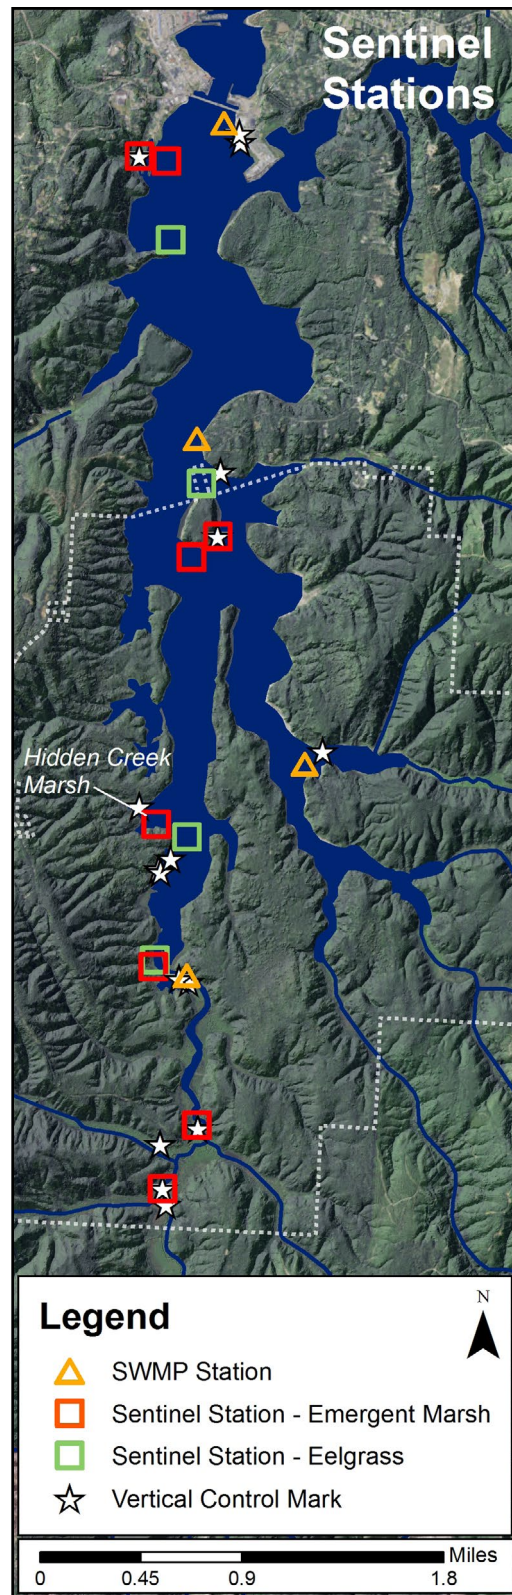 Sentinel
Stations
Hidden Creek
Marsh
Legend
N
SWMP Station
Sentinel Station - Emergent Marsh
Sentinel Station - Eelgrass
Vertical Control Mark
Miles
0 0.45 0.9 1.8